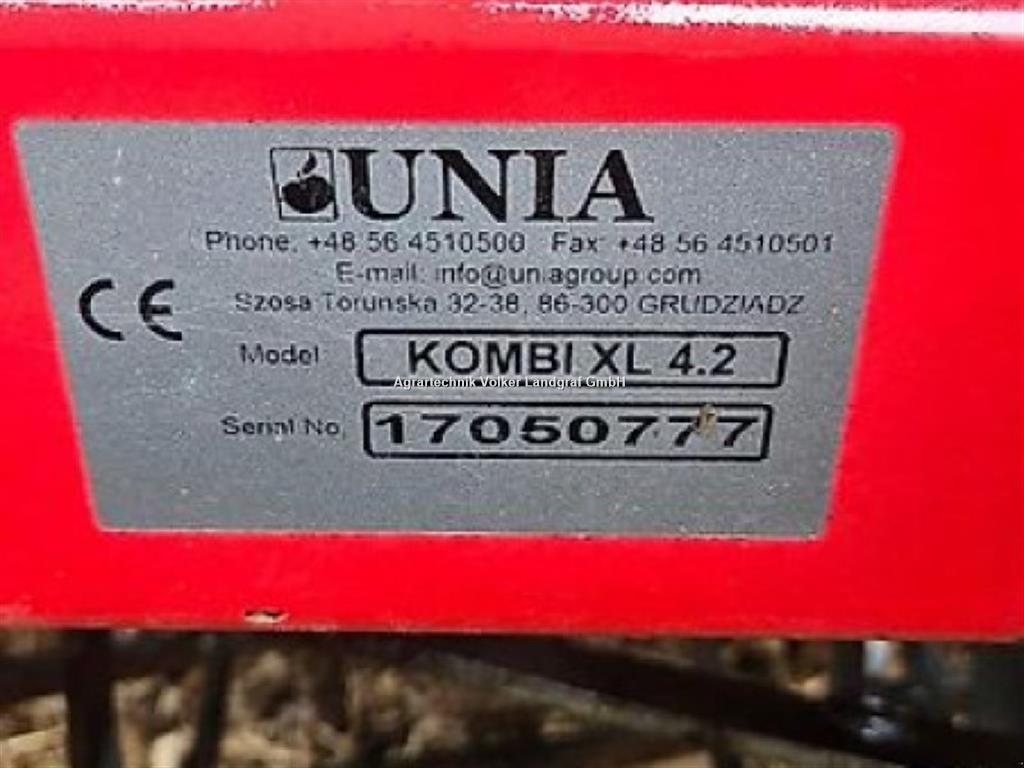 UNIA
Phone: +48 56 4510500 Fax: +48 56 4510501
E-mail: info@uniagroup.com
Szosa Torunska 32-38, 86-300 GRUDZIADZ
CE
Model KOMBI XL 4.2
Agrartechnik Volker Landgraf GmbH
Serial No. 17050777